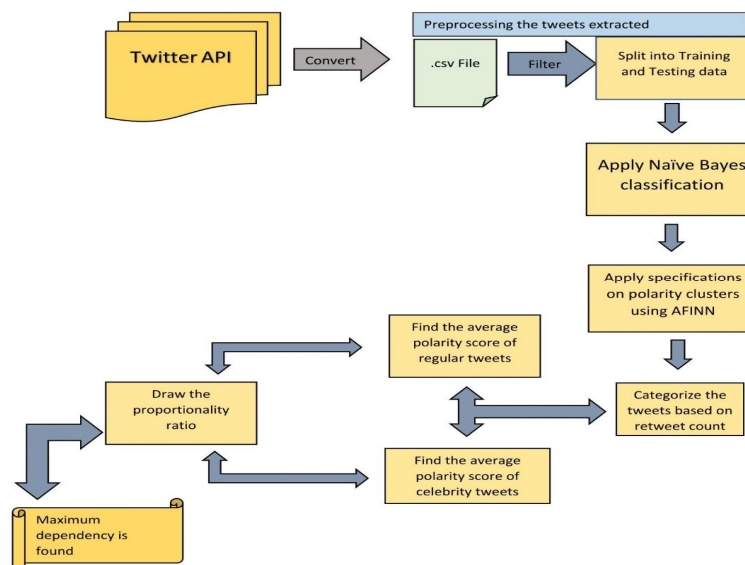 Preprocessing the tweets extracted
Twitter API
Convert
.csv File
Filter
Split into Training
and Testing data
Apply Naïve Bayes
classification
Apply specifications
on polarity clusters
using AFINN
Find the average
polarity score of
regular tweets
Draw the
proportionality
ratio
Categorize the
tweets based on
retweet count
Find the average
polarity score of
celebrity tweets
Maximum
dependency is
found